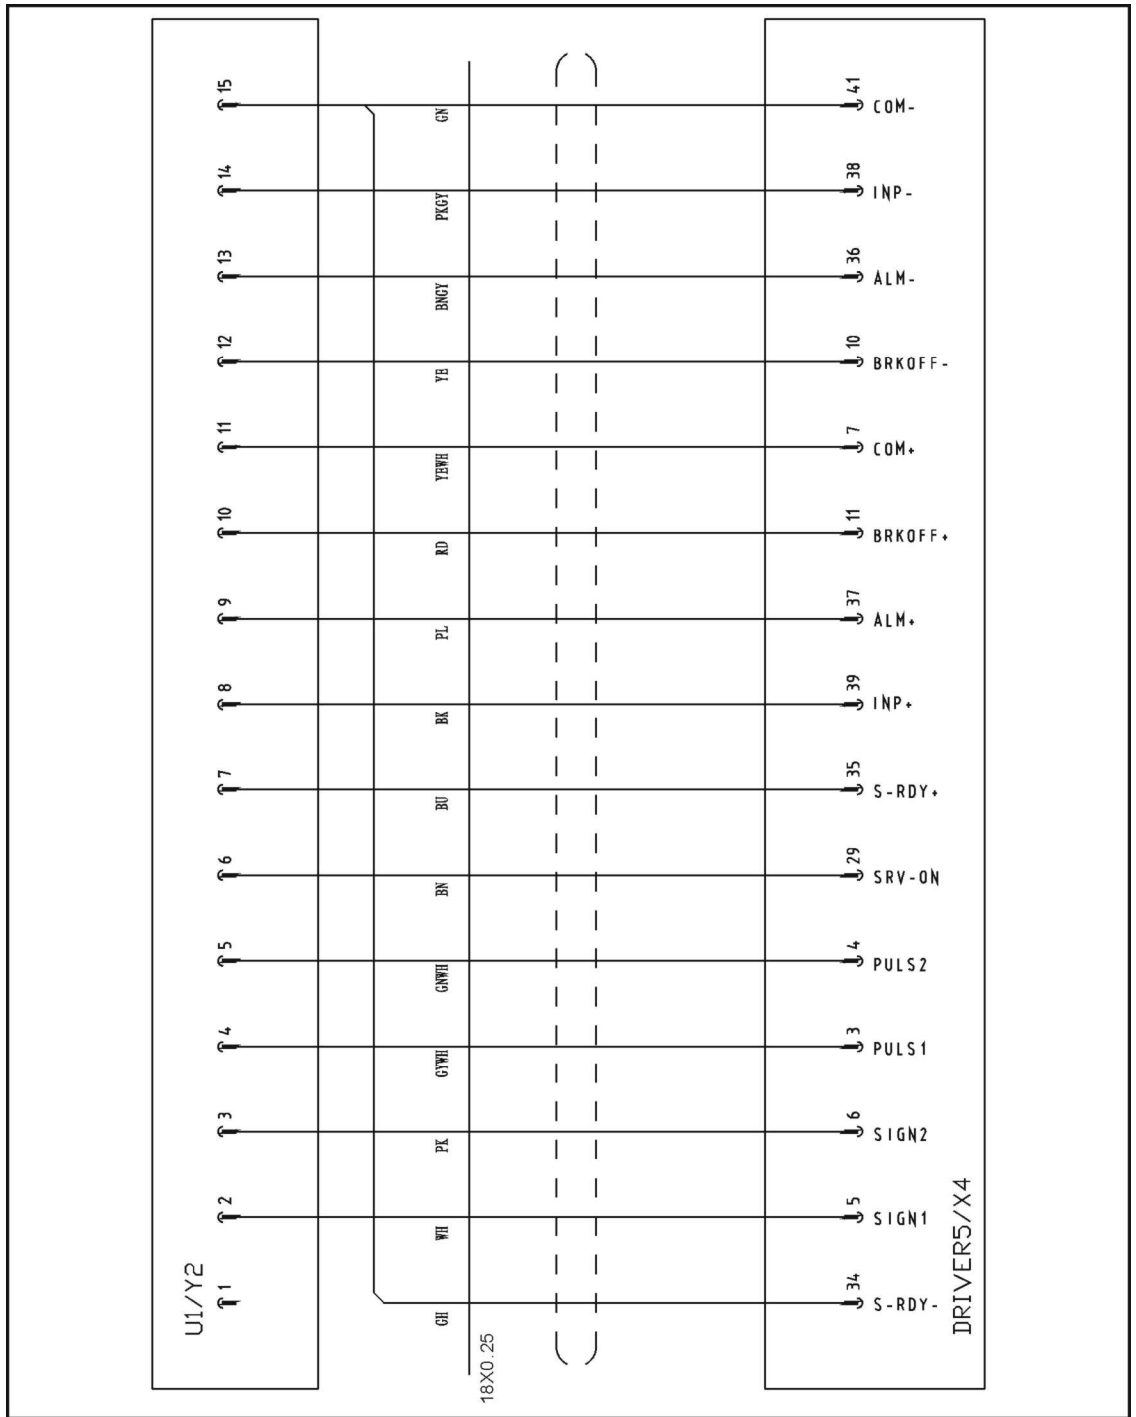 15 GN 41 COM-
14 PKGY 38 INP-
13 BNGY 36 ALM-
12 YE 10 BRKOFF-
11 YEWH 7 COM+
10 RD 11 BRKOFF+
9 PL 37 ALM+
8 BK 39 INP+
7 BU 35 S-RDY+
6 BN 29 SRV-ON
5 GNWH 4 PULS2
4 GYWH 3 PULS1
3 PK 6 SIGN2
2 WH 5 SIGN1
1 GH 34 S-RDY-
U1/Y2
18X0.25
DRIVER5/X4